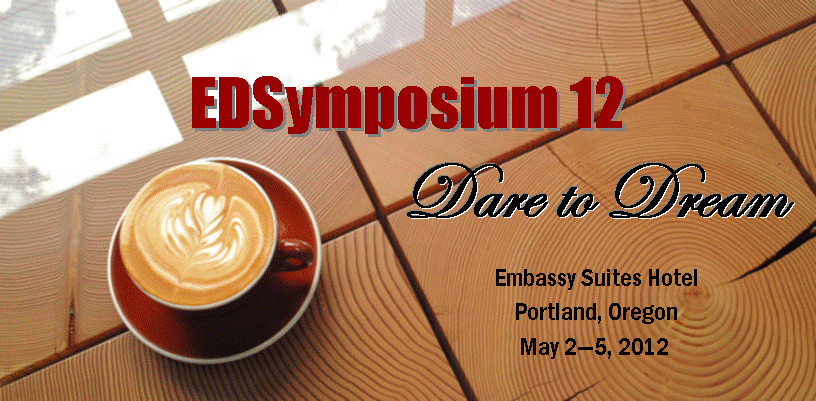 EDSymposium 12
Dare to Dream
Embassy Suites Hotel
Portland, Oregon
May 2—5, 2012